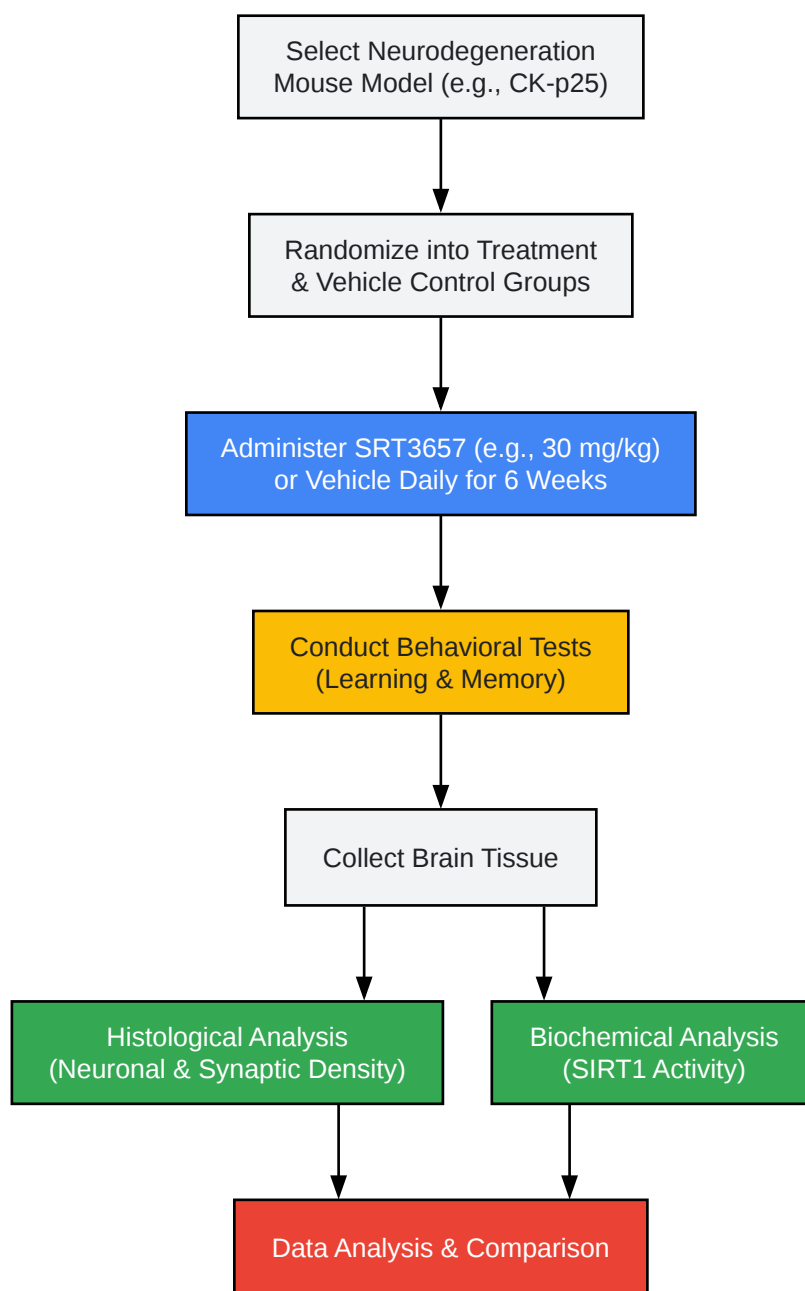 Select Neurodegeneration
Mouse Model (e.g., CK-p25)
Randomize into Treatment
& Vehicle Control Groups
Administer SRT3657 (e.g., 30 mg/kg)
or Vehicle Daily for 6 Weeks
Conduct Behavioral Tests
(Learning & Memory)
Collect Brain Tissue
Histological Analysis
(Neuronal & Synaptic Density)
Biochemical Analysis
(SIRT1 Activity)
Data Analysis & Comparison